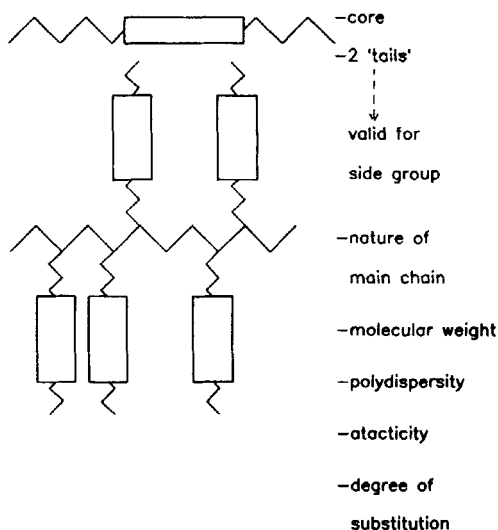 -core
-2 'tails'
valid for
side group
-nature of
main chain
-molecular weight
-polydispersity
-atacticity
-degree of
substitution